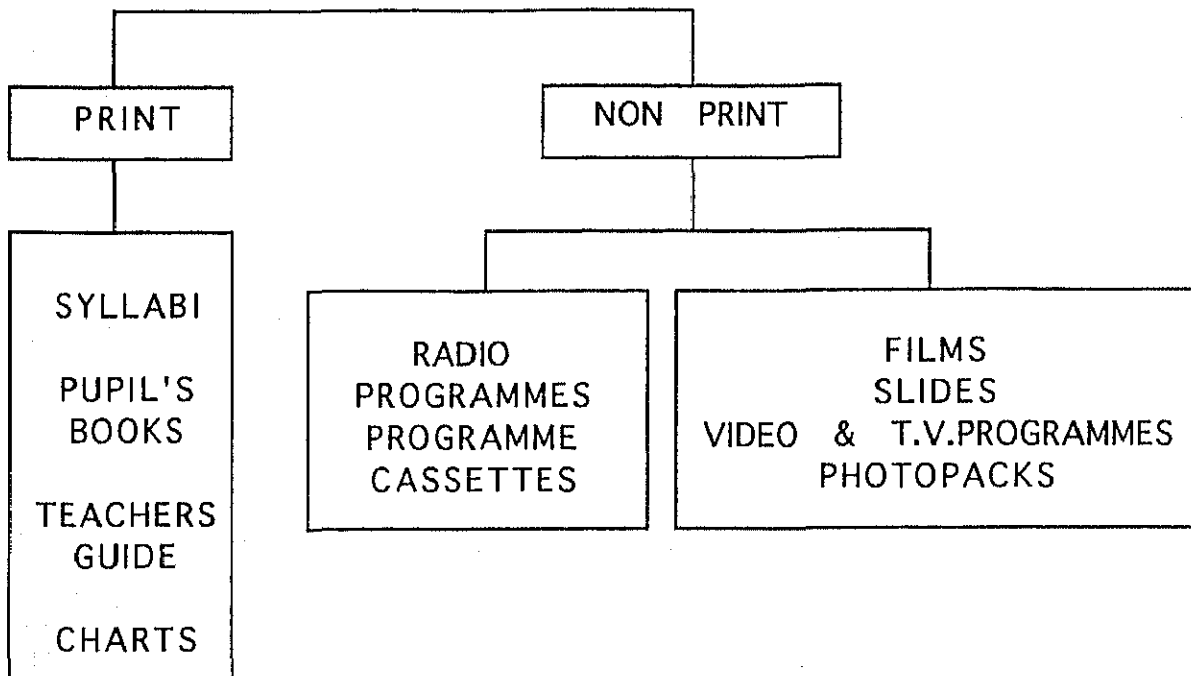 PRINT
NON PRINT
SYLLABI
PUPIL'S
BOOKS
TEACHERS
GUIDE
CHARTS
RADIO
PROGRAMMES
PROGRAMME
CASSETTES
FILMS
SLIDES
VIDEO & T.V.PROGRAMMES
PHOTOPACKS